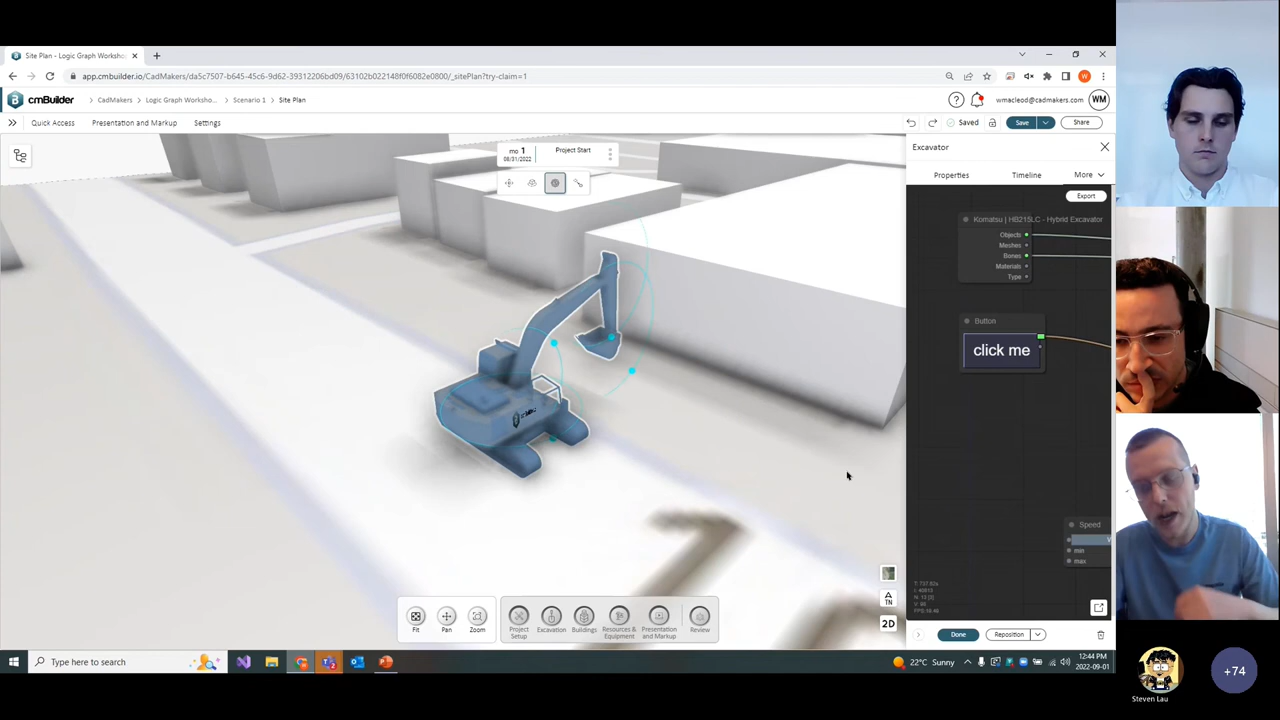 Site Plan - Logic Graph Worksho
app.cmbuilder.io/CadMakers/da5c7507-b645-45c6-9d62-39312206bd09/63102b022148f0f6082e0800/_sitePlan?try-claim=1
W
cmBuilder
CadMakers
Logic Graph Worksho...
Scenario 1
Site Plan
wmacleod@cadmakers.com
WM
Quick Access
Presentation and Markup
Settings
Saved
Save
Share
mo 1
08/31/2022
Project Start
Excavator
Properties
Timeline
More
Export
Komatsu | HB215LC - Hybrid Excavator
Objects
Meshes
Bones
Materials
Type
Button
click me
Speed
min
max
N: 13 [8]
TN
2D
Fit
Pan
Zoom
Project Setup
Excavation
Buildings
Resources & Equipment
Presentation and Markup
Review
Done
Reposition
Type here to search
22°C Sunny
12:44 PM
2022-09-01
Steven Lau
+74